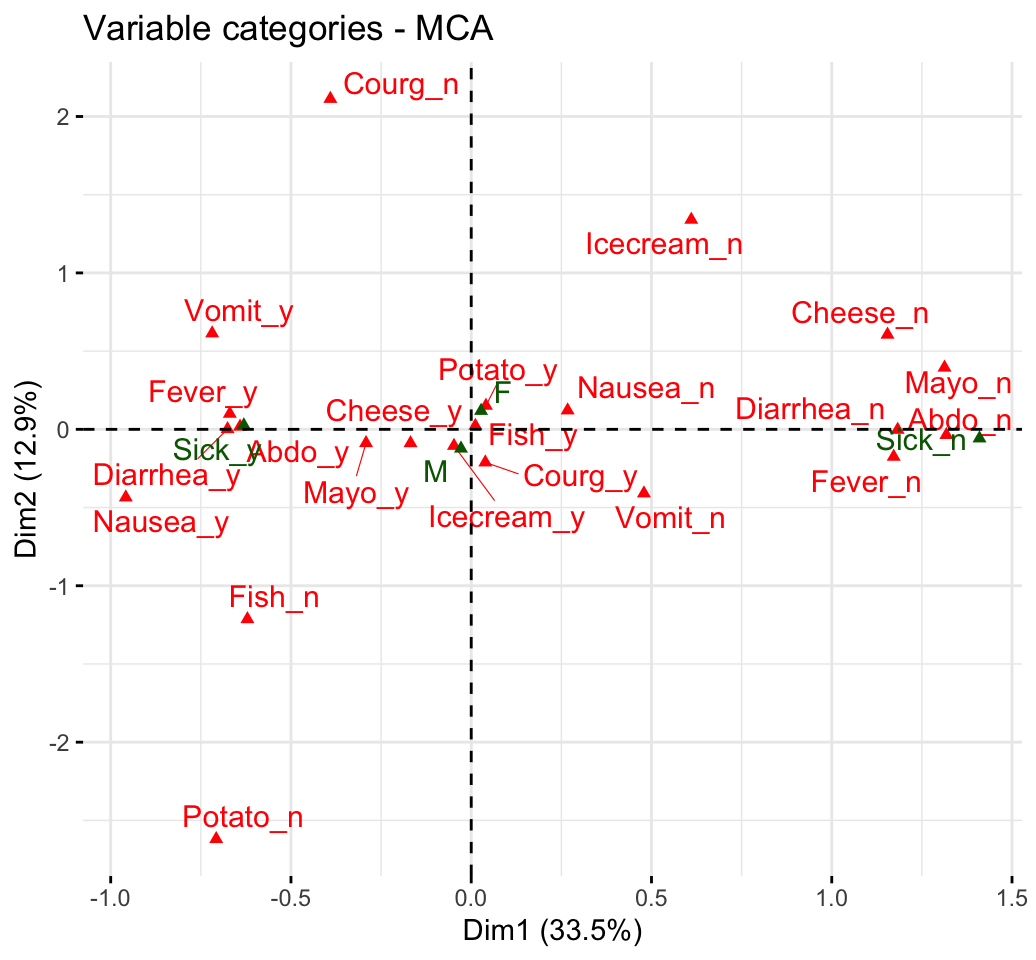 Variable categories - MCA
Courg_n
2
Icecream_n
1
Vomit_y
Cheese_n
Potato_y
Mayo_n
Fever_y
F
Nausea_n
Cheese_y
Diarrhea_n
Abdo_n
0
Fish_y
Sick_n
Sick_y
Abdo_y
M
Diarrhea_y
Courg_y
Fever_n
Mayo_y
Nausea_y
Icecream_y
Vomit_n
-1
Fish_n
-2
Potato_n
-1.0 -0.5 0.0 0.5 1.0 1.5
Dim1 (33.5%)
Dim2 (12.9%)